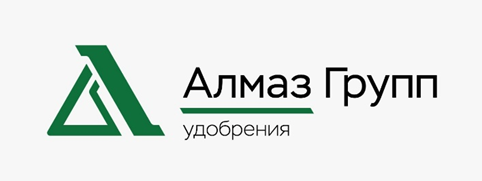 Алмаз Групп
удобрения